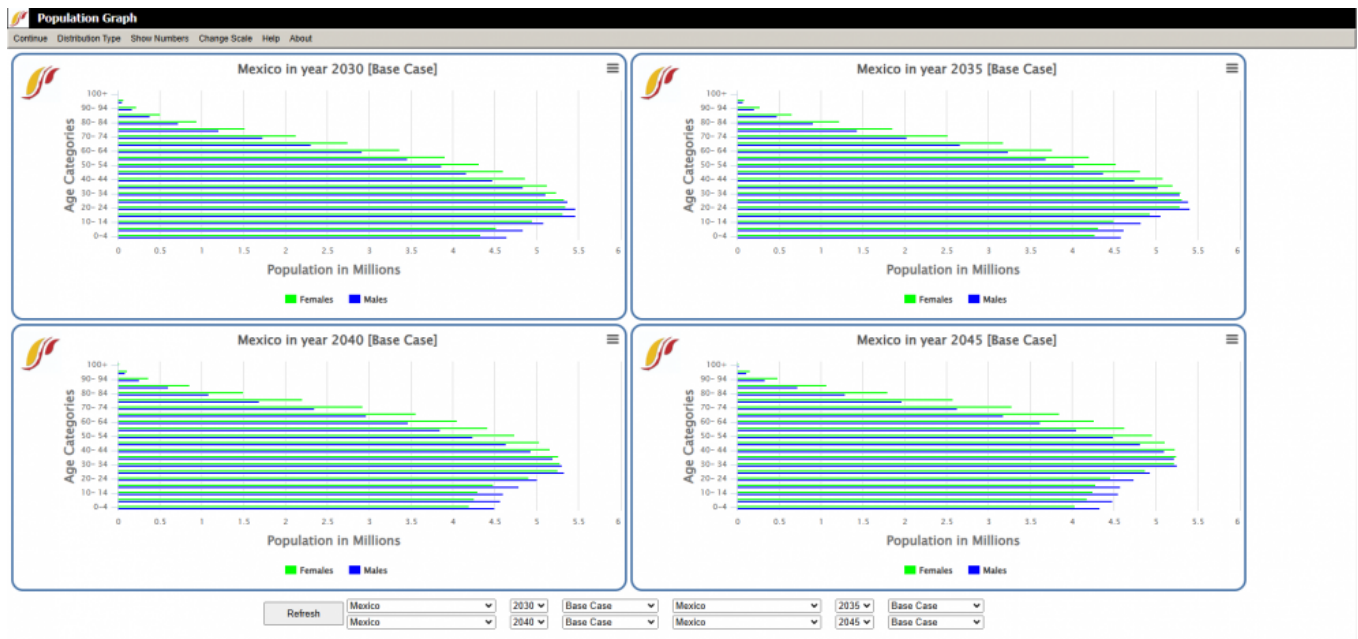 Population Graph
Continue Distribution Type Show Numbers Change Scale Help About
Mexico in year 2030 [Base Case]
Age Categories
100+
90- 94
80- 84
70- 74
60- 64
50- 54
40- 44
30- 34
20- 24
10- 14
0-4
0 0.5 1 1.5 2 2.5 3 3.5 4 4.5 5 5.5 6
Population in Millions
Females Males
Mexico in year 2035 [Base Case]
Age Categories
100+
90- 94
80- 84
70- 74
60- 64
50- 54
40- 44
30- 34
20- 24
10- 14
0-4
0 0.5 1 1.5 2 2.5 3 3.5 4 4.5 5 5.5 6
Population in Millions
Females Males
Mexico in year 2040 [Base Case]
Age Categories
100+
90- 94
80- 84
70- 74
60- 64
50- 54
40- 44
30- 34
20- 24
10- 14
0-4
0 0.5 1 1.5 2 2.5 3 3.5 4 4.5 5 5.5 6
Population in Millions
Females Males
Mexico in year 2045 [Base Case]
Age Categories
100+
90- 94
80- 84
70- 74
60- 64
50- 54
40- 44
30- 34
20- 24
10- 14
0-4
0 0.5 1 1.5 2 2.5 3 3.5 4 4.5 5 5.5 6
Population in Millions
Females Males
Refresh
Mexico 2030 Base Case Mexico 2035 Base Case
Mexico 2040 Base Case Mexico 2045 Base Case